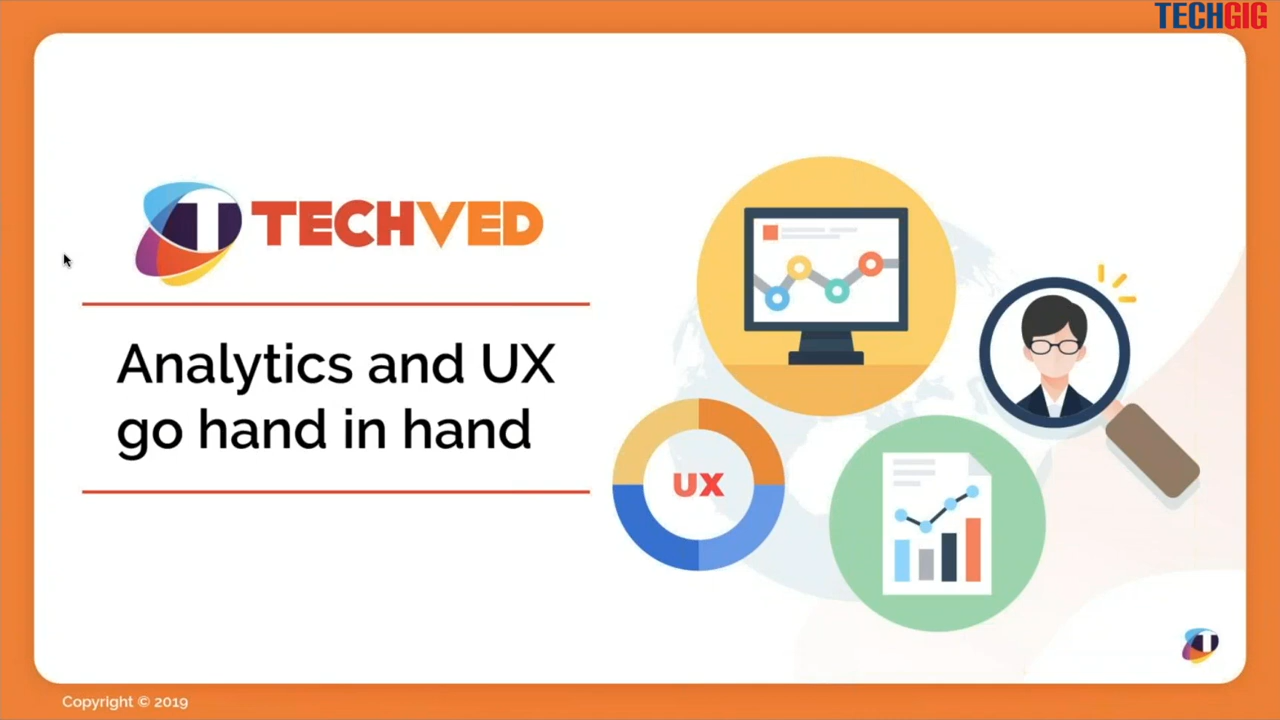 TECHGIG
TECHVED
Analytics and UX
go hand in hand
UX
Copyright © 2019